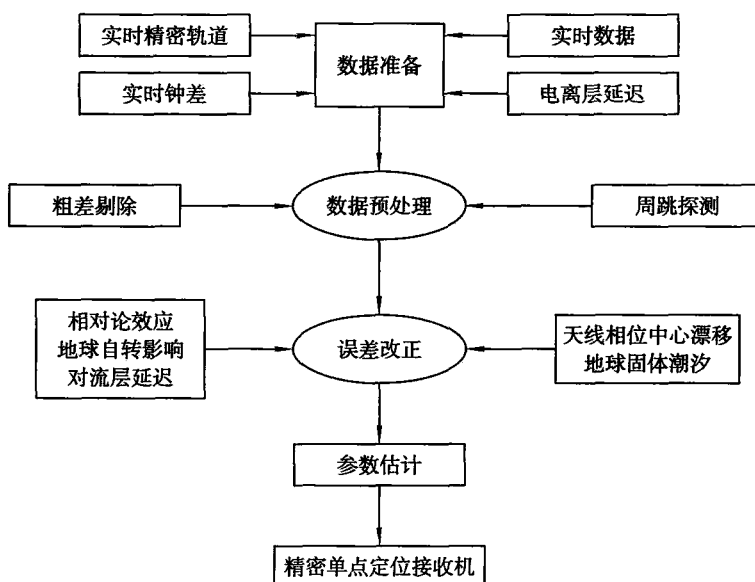 实时精密轨道
数据准备
实时数据
实时钟差
电离层延迟
粗差剔除
数据预处理
周跳探测
相对论效应
地球自转影响
对流层延迟
误差改正
天线相位中心漂移
地球固体潮汐
参数估计
精密单点定位接收机